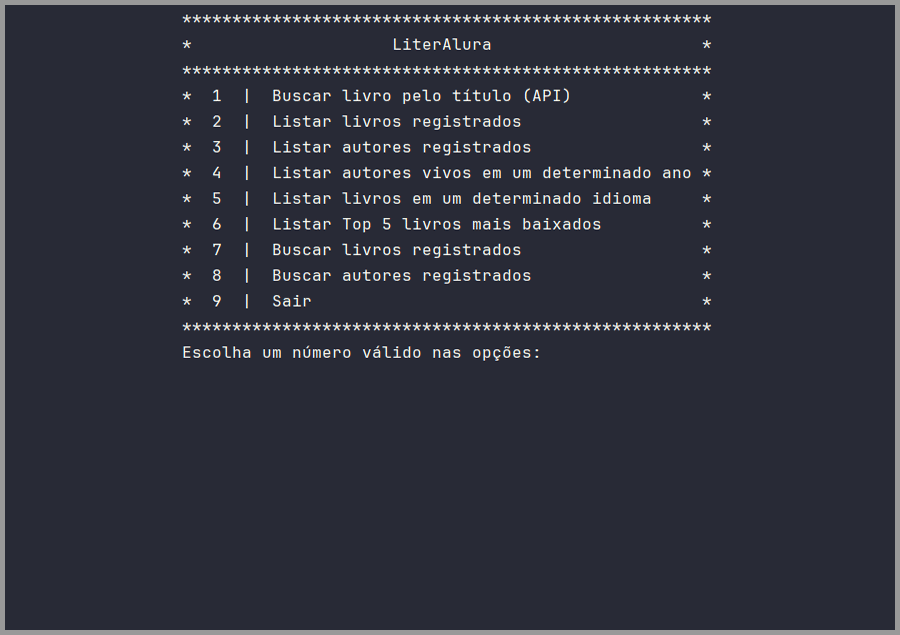 *****************************************************
*                    LiterAlura                     *
*****************************************************
*  1  |  Buscar livro pelo título (API)             *
*  2  |  Listar livros registrados                  *
*  3  |  Listar autores registrados                 *
*  4  |  Listar autores vivos em um determinado ano *
*  5  |  Listar livros em um determinado idioma     *
*  6  |  Listar Top 5 livros mais baixados          *
*  7  |  Buscar livros registrados                  *
*  8  |  Buscar autores registrados                 *
*  9  |  Sair                                       *
*****************************************************
Escolha um número válido nas opções: